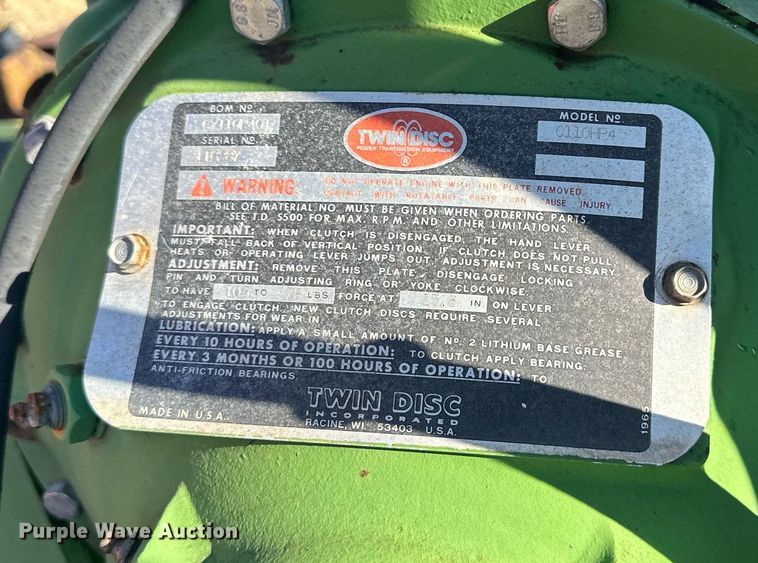 BOM Nº
TWIN DISC
POWER TRANSMISSION EQUIPMENT
MODEL Nº
C110HP4
SERIAL Nº
WARNING: DO NOT OPERATE ENGINE WITH THIS PLATE REMOVED.
CONTACT WITH ROTATABLE PARTS CAN CAUSE INJURY
BILL OF MATERIAL NO. MUST BE GIVEN WHEN ORDERING PARTS
SEE I.D. 5500 FOR MAX. R.P.M. AND OTHER LIMITATIONS.
IMPORTANT: WHEN CLUTCH IS DISENGAGED, THE HAND LEVER
MUST FALL BACK OF VERTICAL POSITION. IF CLUTCH DOES NOT PULL,
HEATS OR OPERATING LEVER JUMPS OUT, ADJUSTMENT IS NECESSARY.
ADJUSTMENT: REMOVE THIS PLATE, DISENGAGE LOCKING
PIN AND TURN ADJUSTING RING OR YOKE CLOCKWISE.
TO HAVE TO LBS FORCE AT IN ON LEVER
TO ENGAGE CLUTCH. NEW CLUTCH DISCS REQUIRE SEVERAL
ADJUSTMENTS FOR WEAR IN.
LUBRICATION: APPLY A SMALL AMOUNT OF Nº. 2 LITHIUM BASE GREASE,
EVERY 10 HOURS OF OPERATION: TO CLUTCH APPLY BEARING.
EVERY 3 MONTHS OR 100 HOURS OF OPERATION: TO
ANTI-FRICTION BEARINGS.
TWIN DISC
INCORPORATED
RACINE, WI. 53403 U.S.A.
MADE IN U.S.A.
1965
Purple Wave Auction